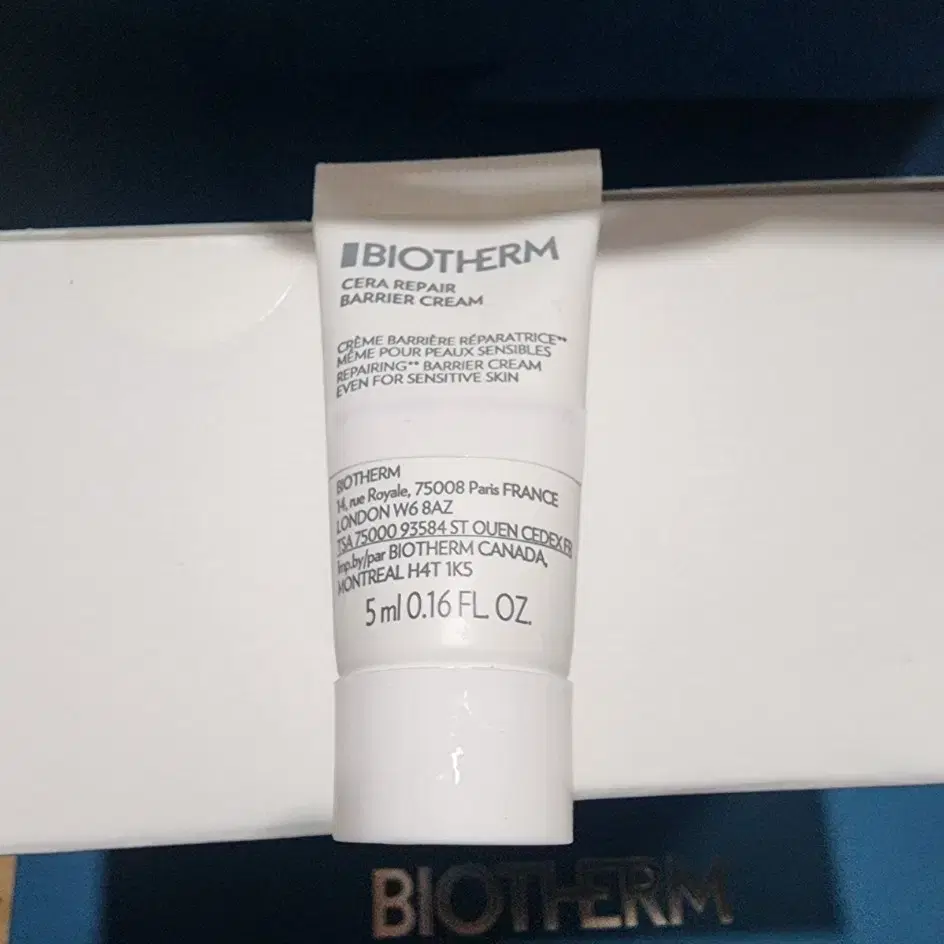 BIOTHERM
CERA REPAIR
BARRIER CREAM
CRÈME BARRIÈRE RÉPARATRICE**
MÊME POUR PEAUX SENSIBLES
REPAIRING** BARRIER CREAM
EVEN FOR SENSITIVE SKIN
BIOTHERM
14, rue Royale, 75008 Paris FRANCE
LONDON W6 8AZ
TSA 75000 93584 ST OUEN CEDEX FR
Imp.by/par BIOTHERM CANADA,
MONTREAL H4T 1K5
5 ml 0.16 FL. OZ.
BIOTHERM